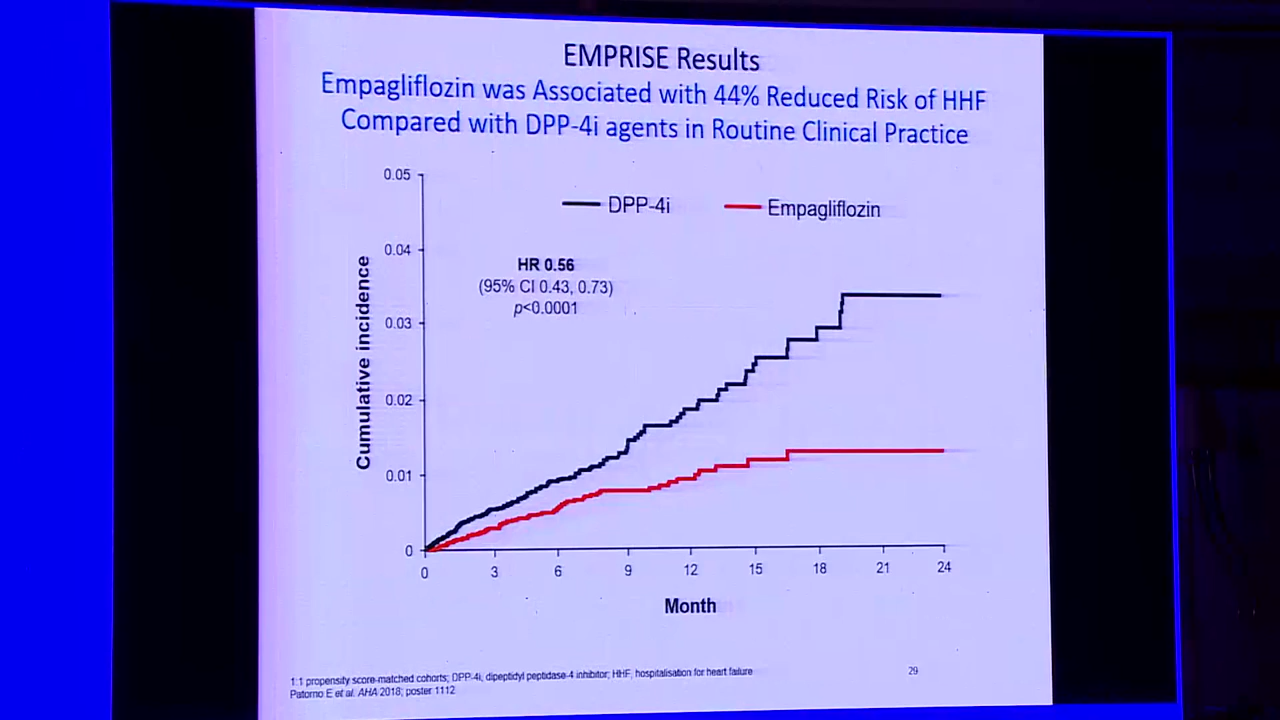 EMPRISE Results
Empagliflozin was Associated with 44% Reduced Risk of HHF
Compared with DPP-4i agents in Routine Clinical Practice
0.05
DPP-4i
Empagliflozin
0.04
HR 0.56
(95% CI 0.43, 0.73)
p<0.0001
0.03
Cumulative incidence
0.02
0.01
0
0 3 6 9 12 15 18 21 24
Month
1:1 propensity score-matched cohorts; DPP-4i, dipeptidyl peptidase-4 inhibitor; HHF, hospitalisation for heart failure
Patorno E et al. AHA 2018; poster 1112
29